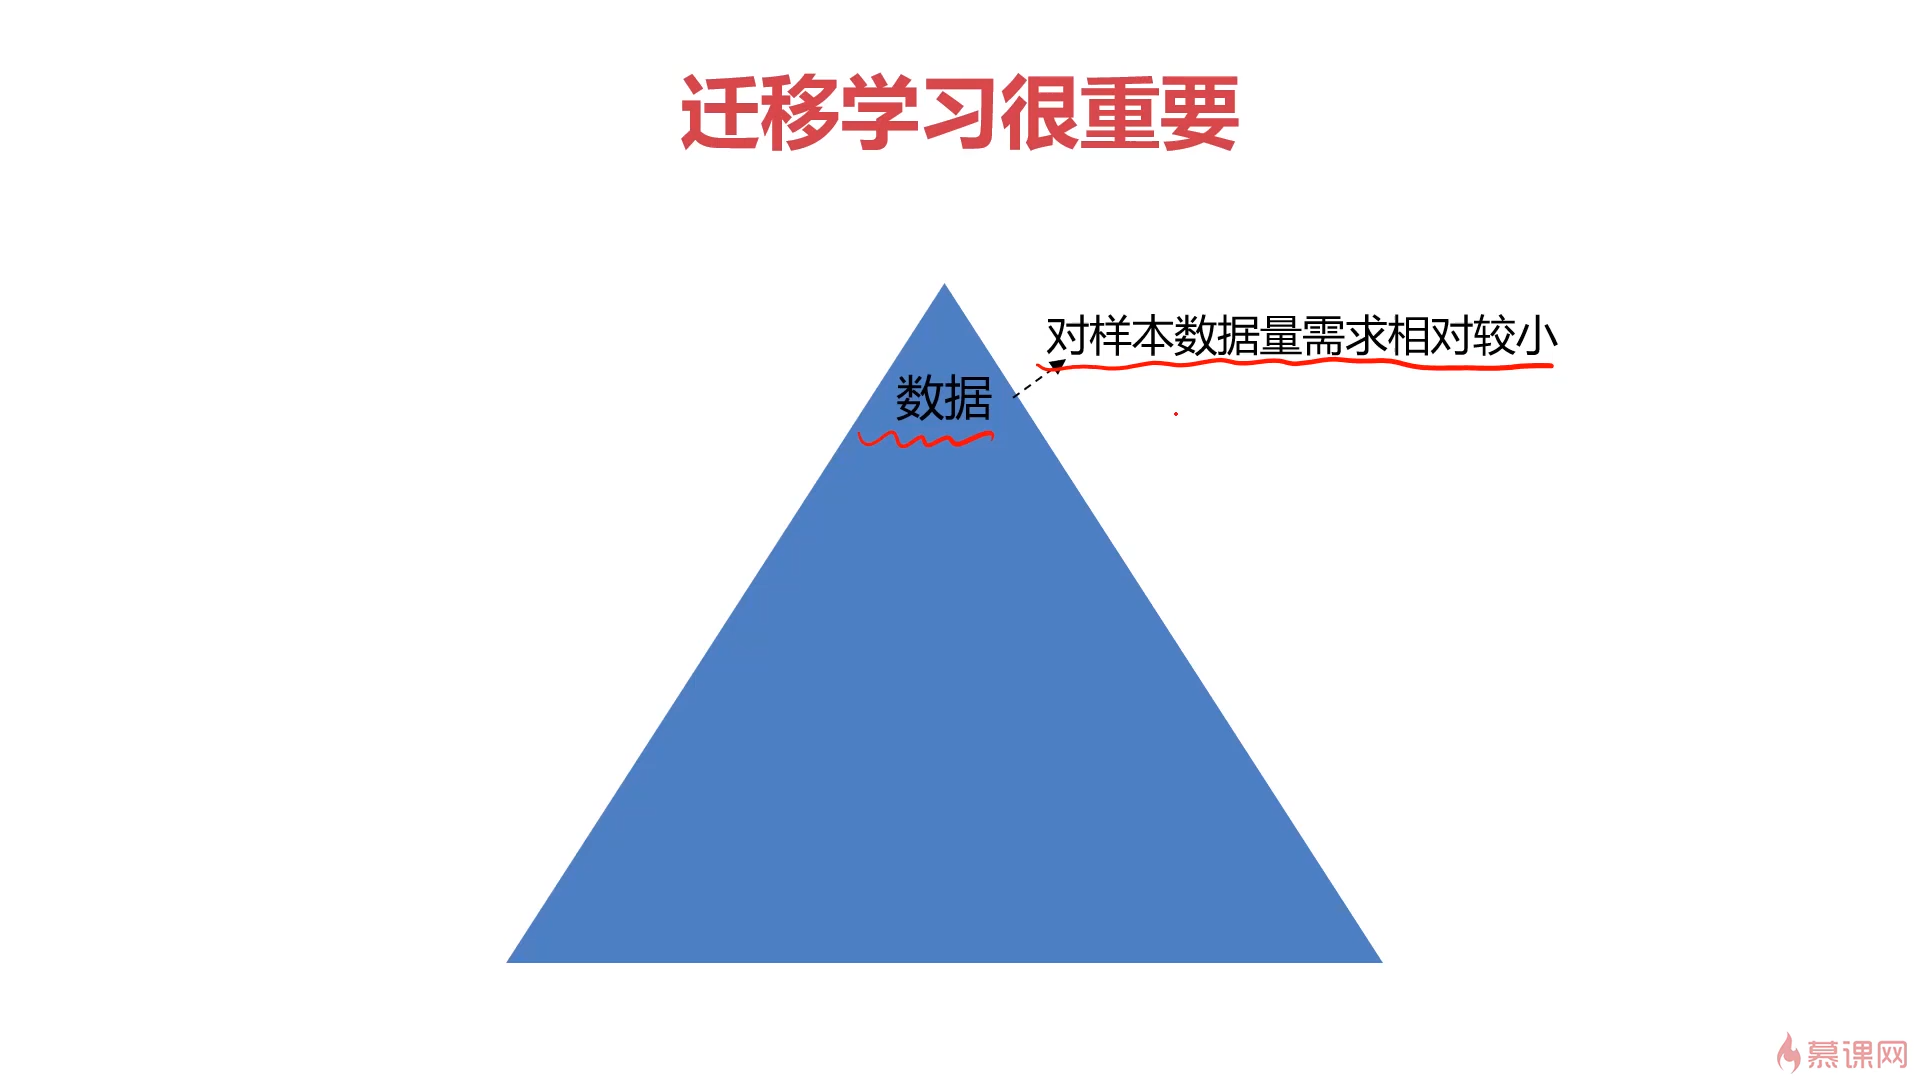 迁移学习很重要
对样本数据量需求相对较小
数据
慕课网